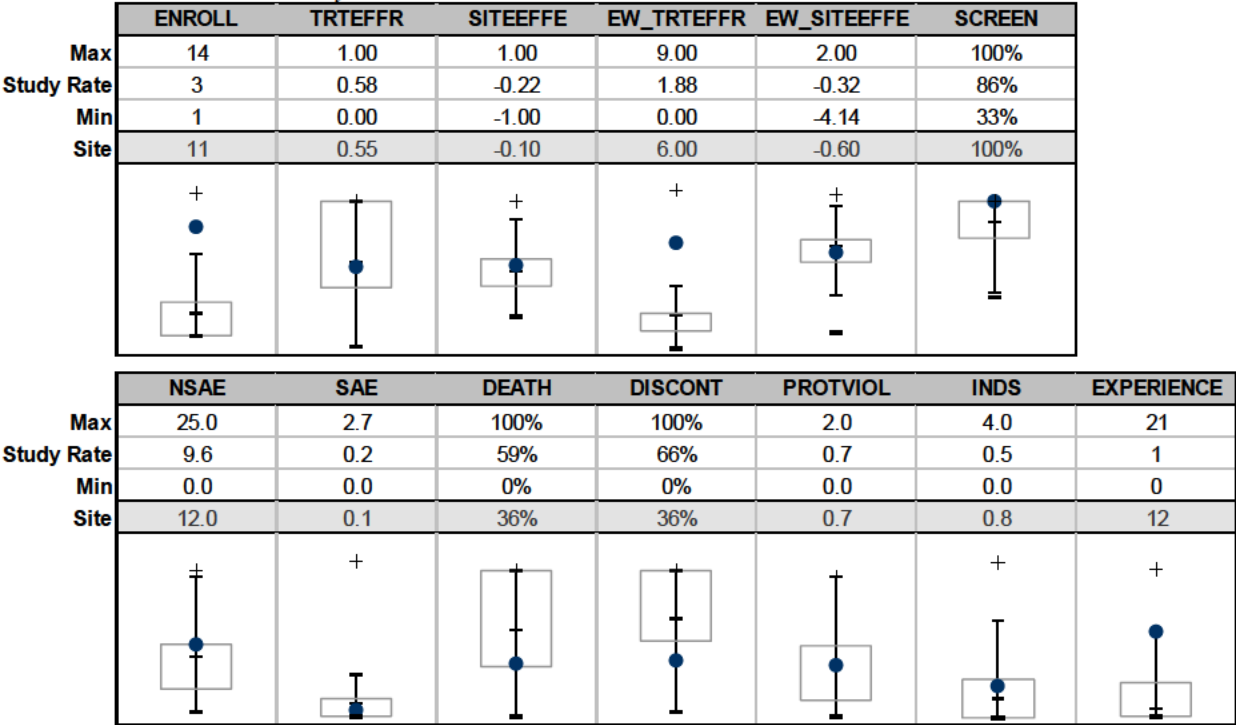 ENROLL TRTEFFR SITEEFFE EW_TRTEFFR EW_SITEEFFE SCREEN
Max 14 1.00 1.00 9.00 2.00 100%
Study Rate 3 0.58 -0.22 1.88 -0.32 86%
Min 1 0.00 -1.00 0.00 -4.14 33%
Site 11 0.55 -0.10 6.00 -0.60 100%
NSAE SAE DEATH DISCONT PROTVIOL INDS EXPERIENCE
Max 25.0 2.7 100% 100% 2.0 4.0 21
Study Rate 9.6 0.2 59% 66% 0.7 0.5 1
Min 0.0 0.0 0% 0% 0.0 0.0 0
Site 12.0 0.1 36% 36% 0.7 0.8 12